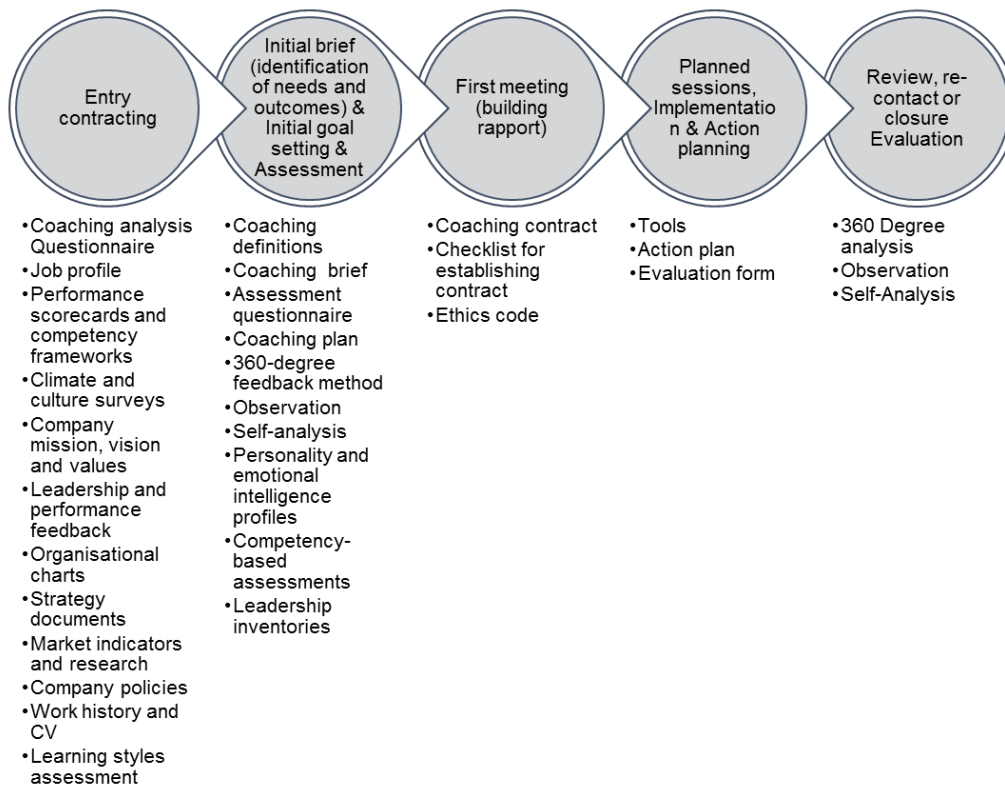 Entry
contracting
Initial brief
(identification
of needs and
outcomes) &
Initial goal
setting &
Assessment
First meeting
(building
rapport)
Planned
sessions,
Implementatio
n & Action
planning
Review, re-
contact or
closure
Evaluation
•Coaching analysis
Questionnaire
•Job profile
•Performance
scorecards and
competency
frameworks
•Climate and
culture surveys
•Company
mission, vision
and values
•Leadership and
performance
feedback
•Organisational
charts
•Strategy
documents
•Market indicators
and research
•Company policies
•Work history and
CV
•Learning styles
assessment
•Coaching
definitions
•Coaching brief
•Assessment
questionnaire
•Coaching plan
•360-degree
feedback method
•Observation
•Self-analysis
•Personality and
emotional
intelligence
profiles
•Competency-
based
assessments
•Leadership
inventories
•Coaching contract
•Checklist for
establishing
contract
•Ethics code
•Tools
•Action plan
•Evaluation form
•360 Degree
analysis
•Observation
•Self-Analysis